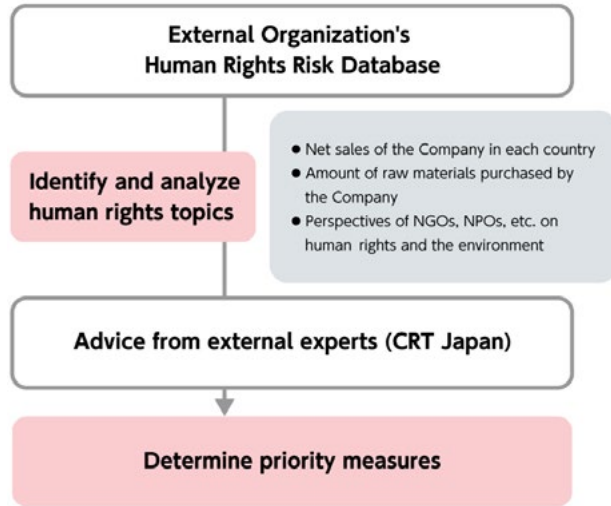 External Organization's
Human Rights Risk Database
Identify and analyze
human rights topics
● Net sales of the Company in each country
● Amount of raw materials purchased by
the Company
● Perspectives of NGOs, NPOs, etc. on
human rights and the environment
Advice from external experts (CRT Japan)
Determine priority measures